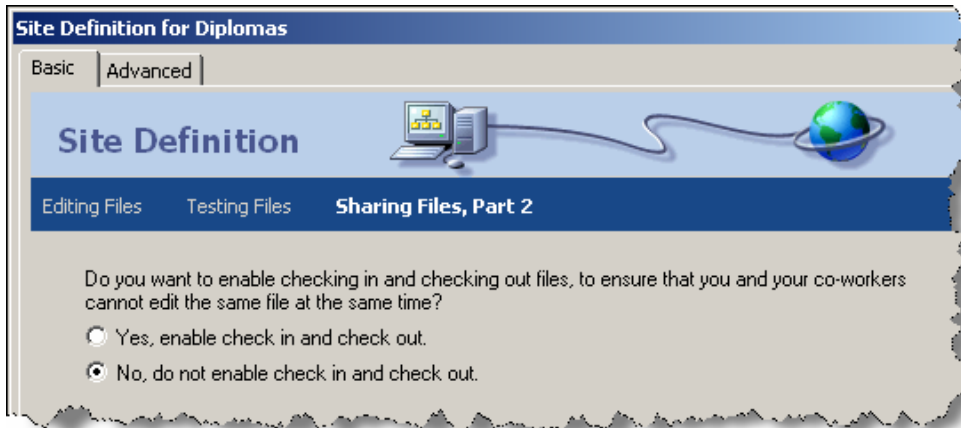 Site Definition for Diplomas
Basic Advanced
Site Definition
Editing Files Testing Files Sharing Files, Part 2
Do you want to enable checking in and checking out files, to ensure that you and your co-workers
cannot edit the same file at the same time?
Yes, enable check in and check out.
No, do not enable check in and check out.